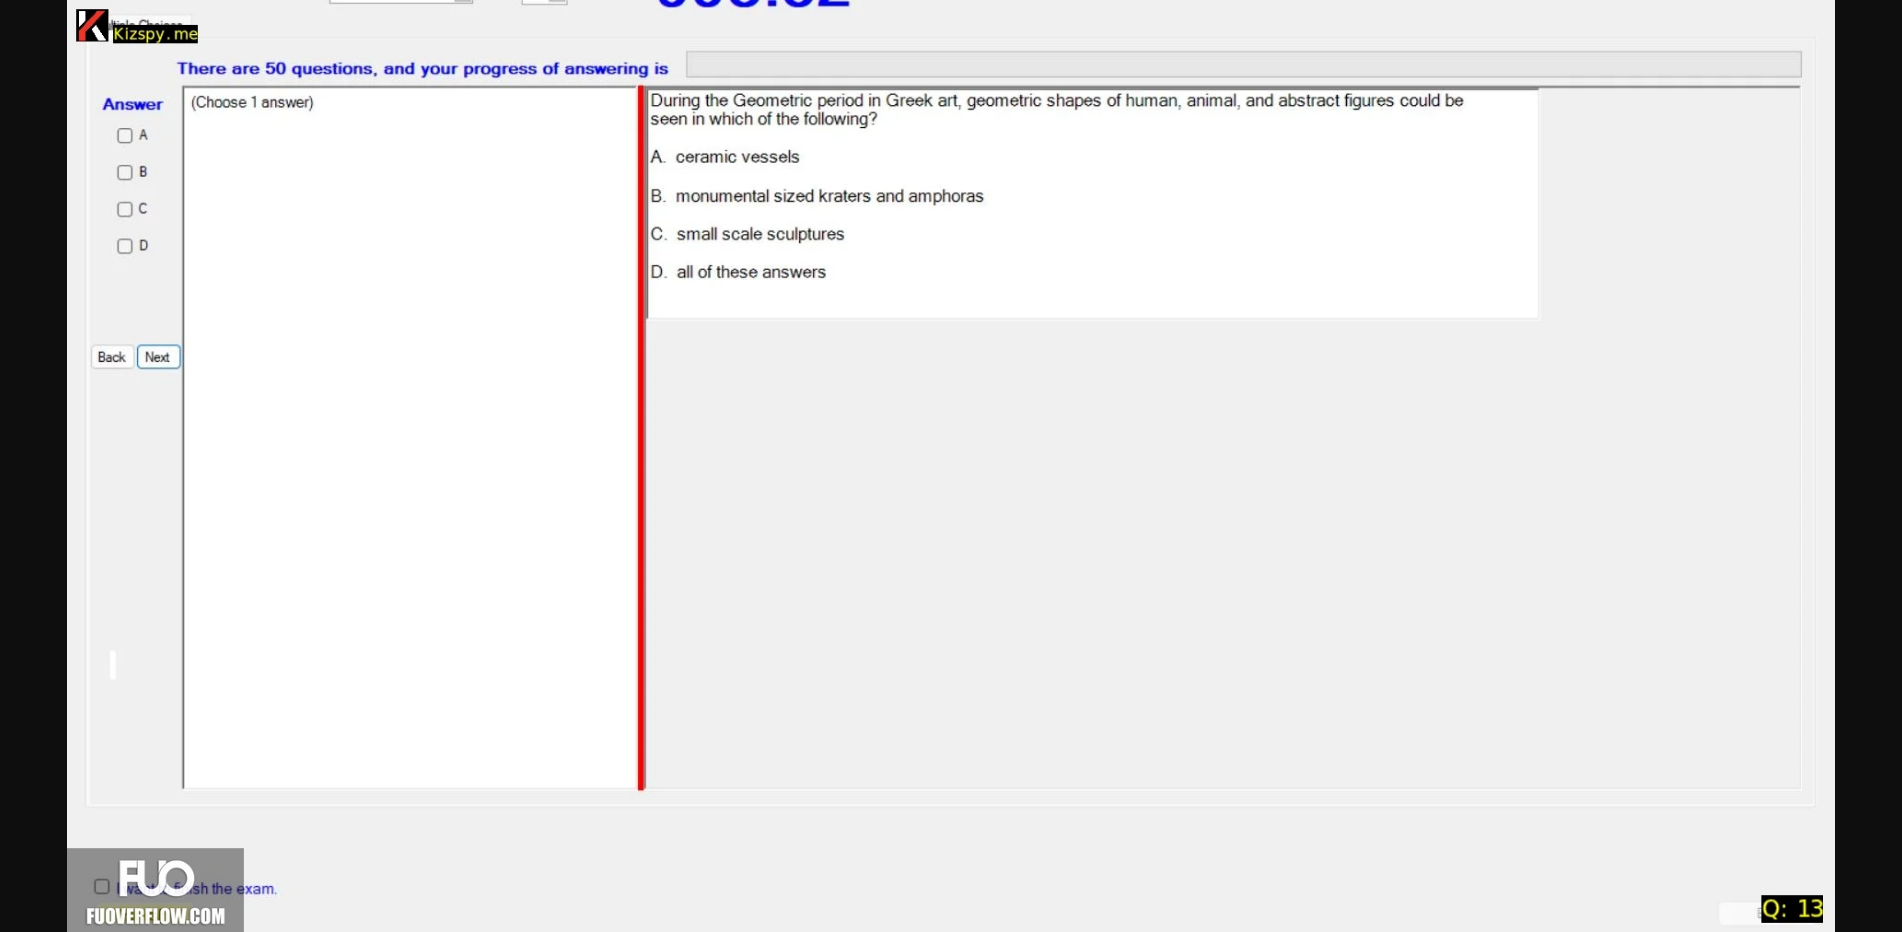 Kizspy.me
There are 50 questions, and your progress of answering is
Answer
(Choose 1 answer)
A
B
C
D
Back
Next
During the Geometric period in Greek art, geometric shapes of human, animal, and abstract figures could be
seen in which of the following?
A. ceramic vessels
B. monumental sized kraters and amphoras
C. small scale sculptures
D. all of these answers
FUO
the exam.
FUOVERFLOW.COM
Q: 13